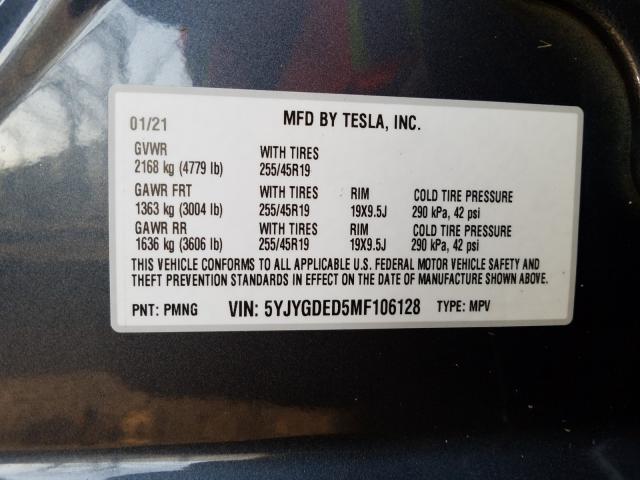 01/21 MFD BY TESLA, INC.
GVWR WITH TIRES
2168 kg (4779 lb) 255/45R19
GAWR FRT WITH TIRES RIM COLD TIRE PRESSURE
1363 kg (3004 lb) 255/45R19 19X9.5J 290 kPa, 42 psi
GAWR RR WITH TIRES RIM COLD TIRE PRESSURE
1636 kg (3606 lb) 255/45R19 19X9.5J 290 kPa, 42 psi
THIS VEHICLE CONFORMS TO ALL APPLICABLE U.S. FEDERAL MOTOR VEHICLE SAFETY AND
THEFT PREVENTION STANDARDS IN EFFECT ON THE DATE OF MANUFACTURE SHOWN ABOVE.
PNT: PMNG VIN: 5YJYGDED5MF106128 TYPE: MPV